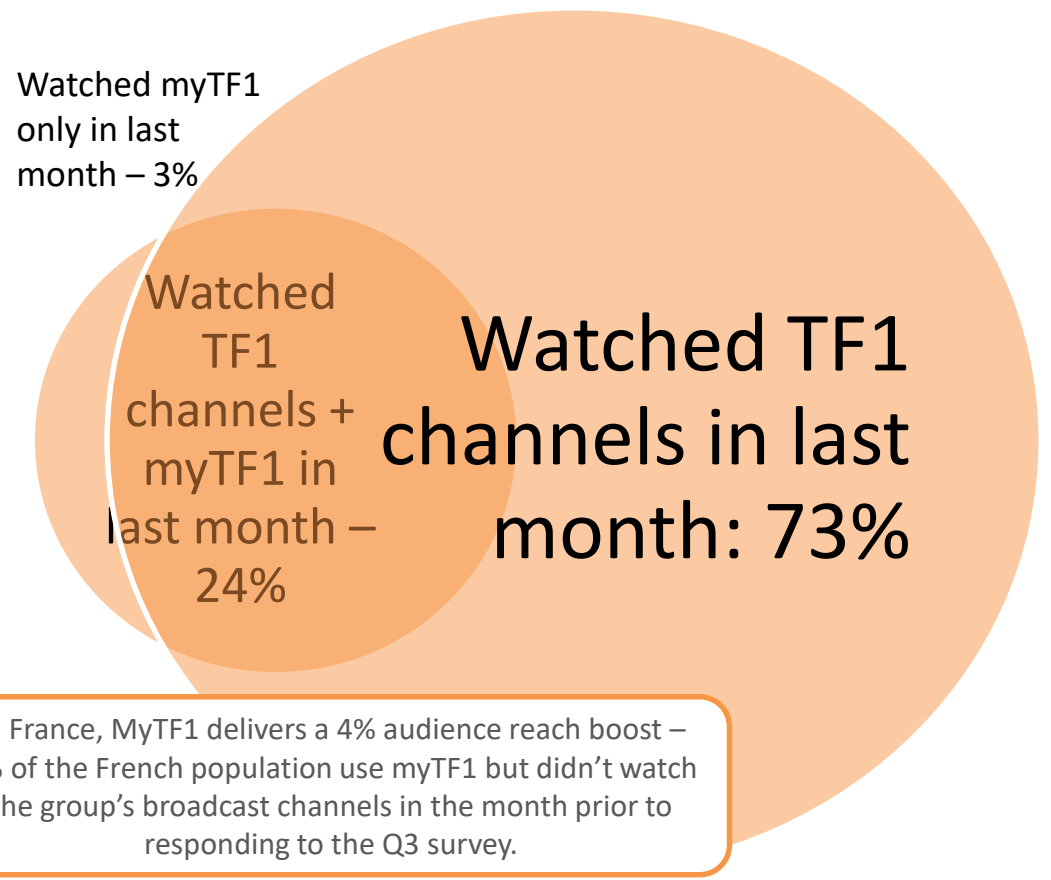 Watched myTF1
only in last
month – 3%
Watched
TF1
channels +
myTF1 in
last month –
24%
Watched TF1
channels in last
month: 73%
France, MyTF1 delivers a 4% audience reach boost –
of the French population use myTF1 but didn’t watch
he group’s broadcast channels in the month prior to
responding to the Q3 survey.